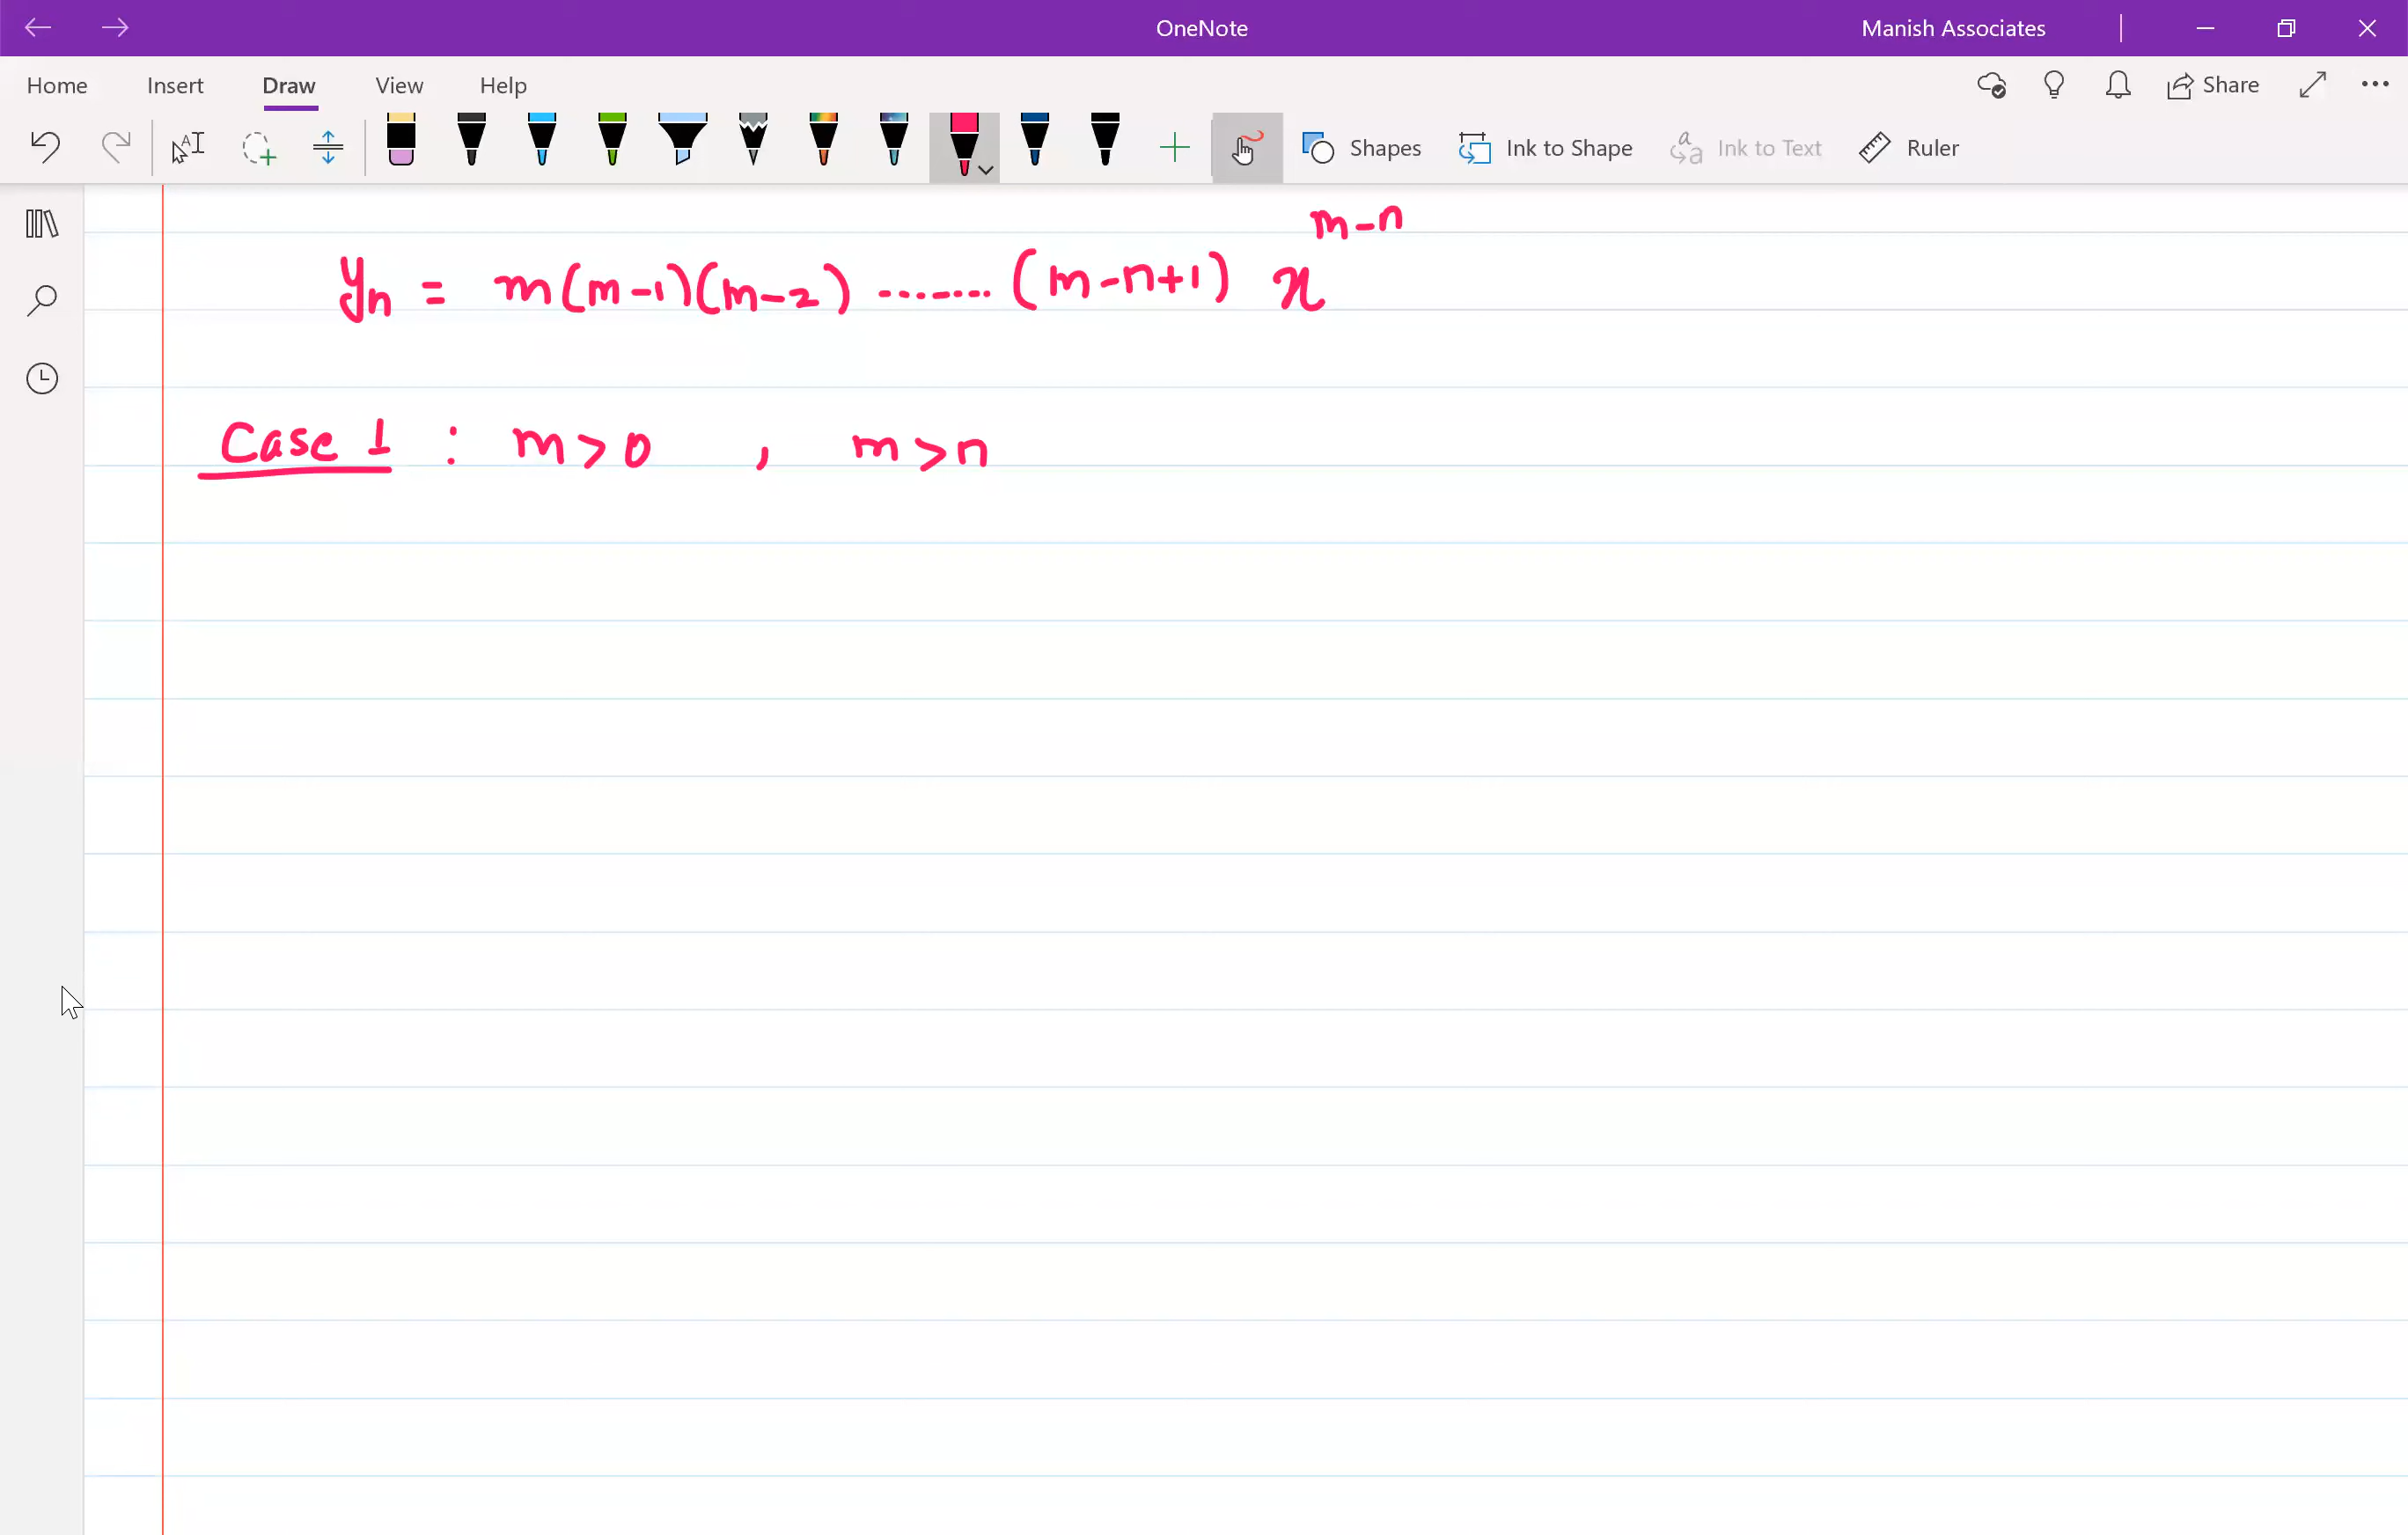 OneNote
Manish Associates
Home Insert Draw View Help Share
Shapes Ink to Shape Ink to Text Ruler
yₙ = m(m-1)(m-2) ........ (m-n+1) x^(m-n)
Case 1 : m>0 , m>n